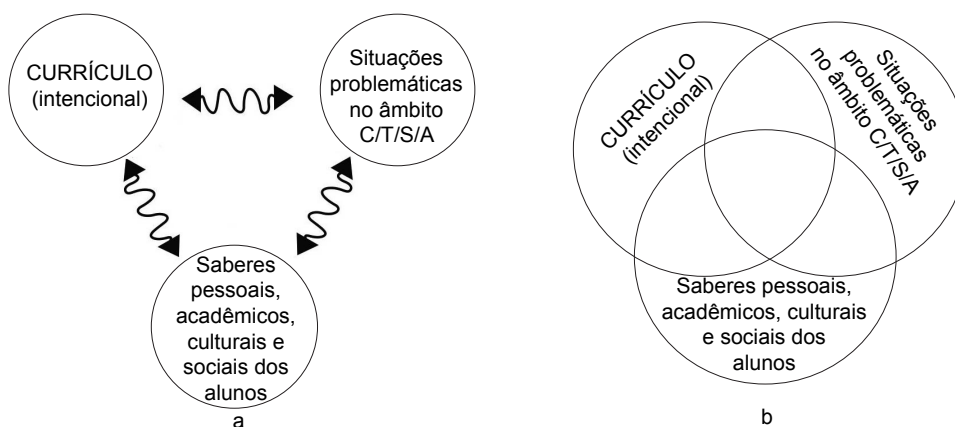 CURRÍCULO
(intencional)
Situações
problemáticas
no âmbito
C/T/S/A
Saberes
pessoais,
acadêmicos,
culturais e
sociais dos
alunos
a
CURRÍCULO
(intencional)
Situações
problemáticas
no âmbito C/T/S/A
Saberes pessoais,
acadêmicos, culturais
e sociais dos
alunos
b